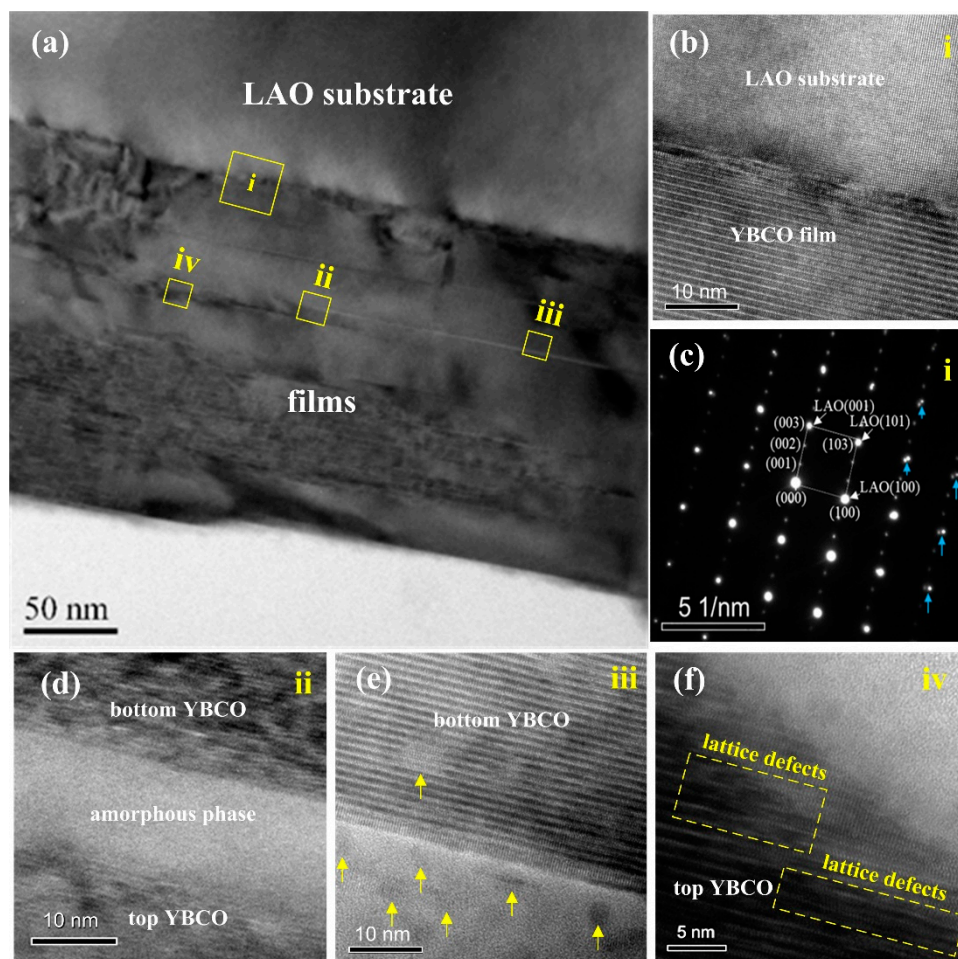 (a)
LAO substrate
i
iv
ii
iii
films
50 nm
(b)
i
LAO substrate
YBCO film
10 nm
(c)
i
LAO(001)
(003)
LAO(101)
(002)
(103)
(001)
LAO(100)
(000)
(100)
5 1/nm
(d)
ii
bottom YBCO
amorphous phase
top YBCO
10 nm
(e)
iii
bottom YBCO
10 nm
(f)
iv
lattice defects
lattice defects
top YBCO
5 nm